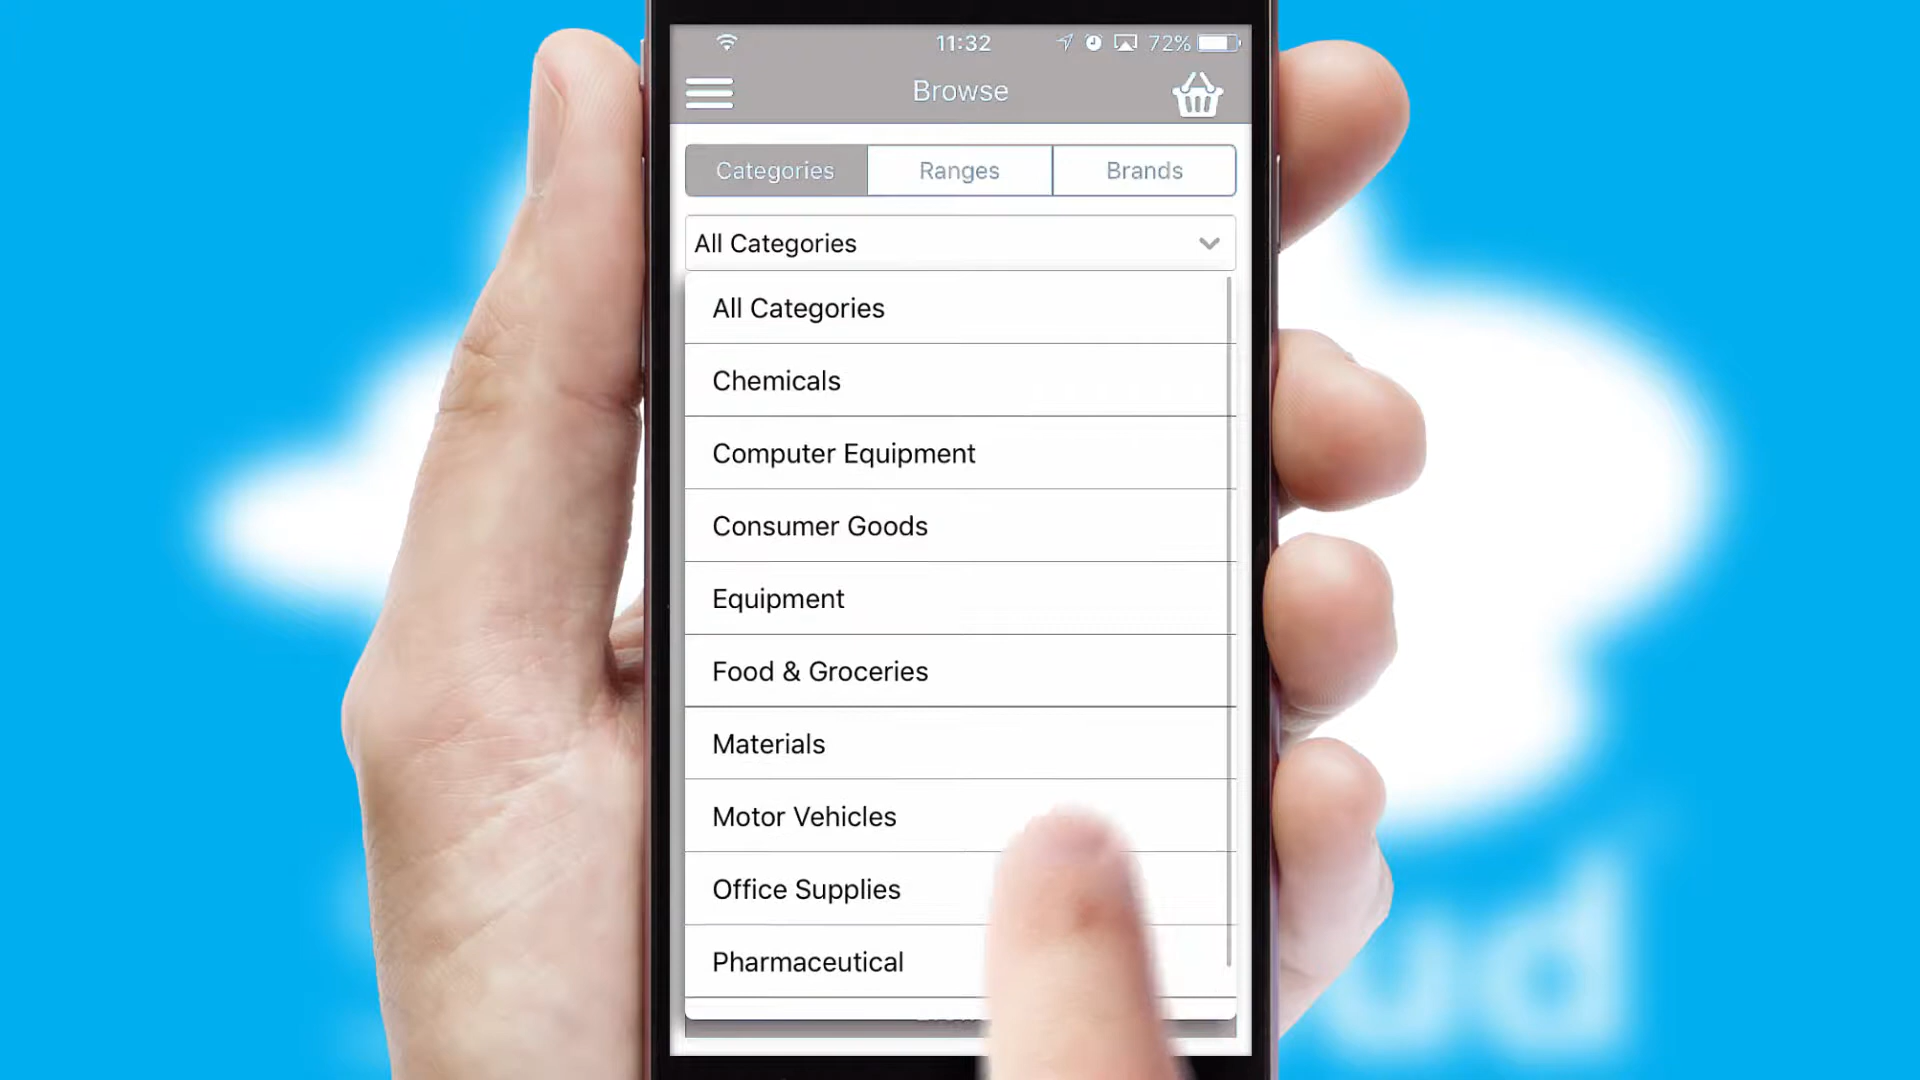 11:32
72%
Browse
Categories Ranges Brands
All Categories
All Categories
Chemicals
Computer Equipment
Consumer Goods
Equipment
Food & Groceries
Materials
Motor Vehicles
Office Supplies
Pharmaceutical